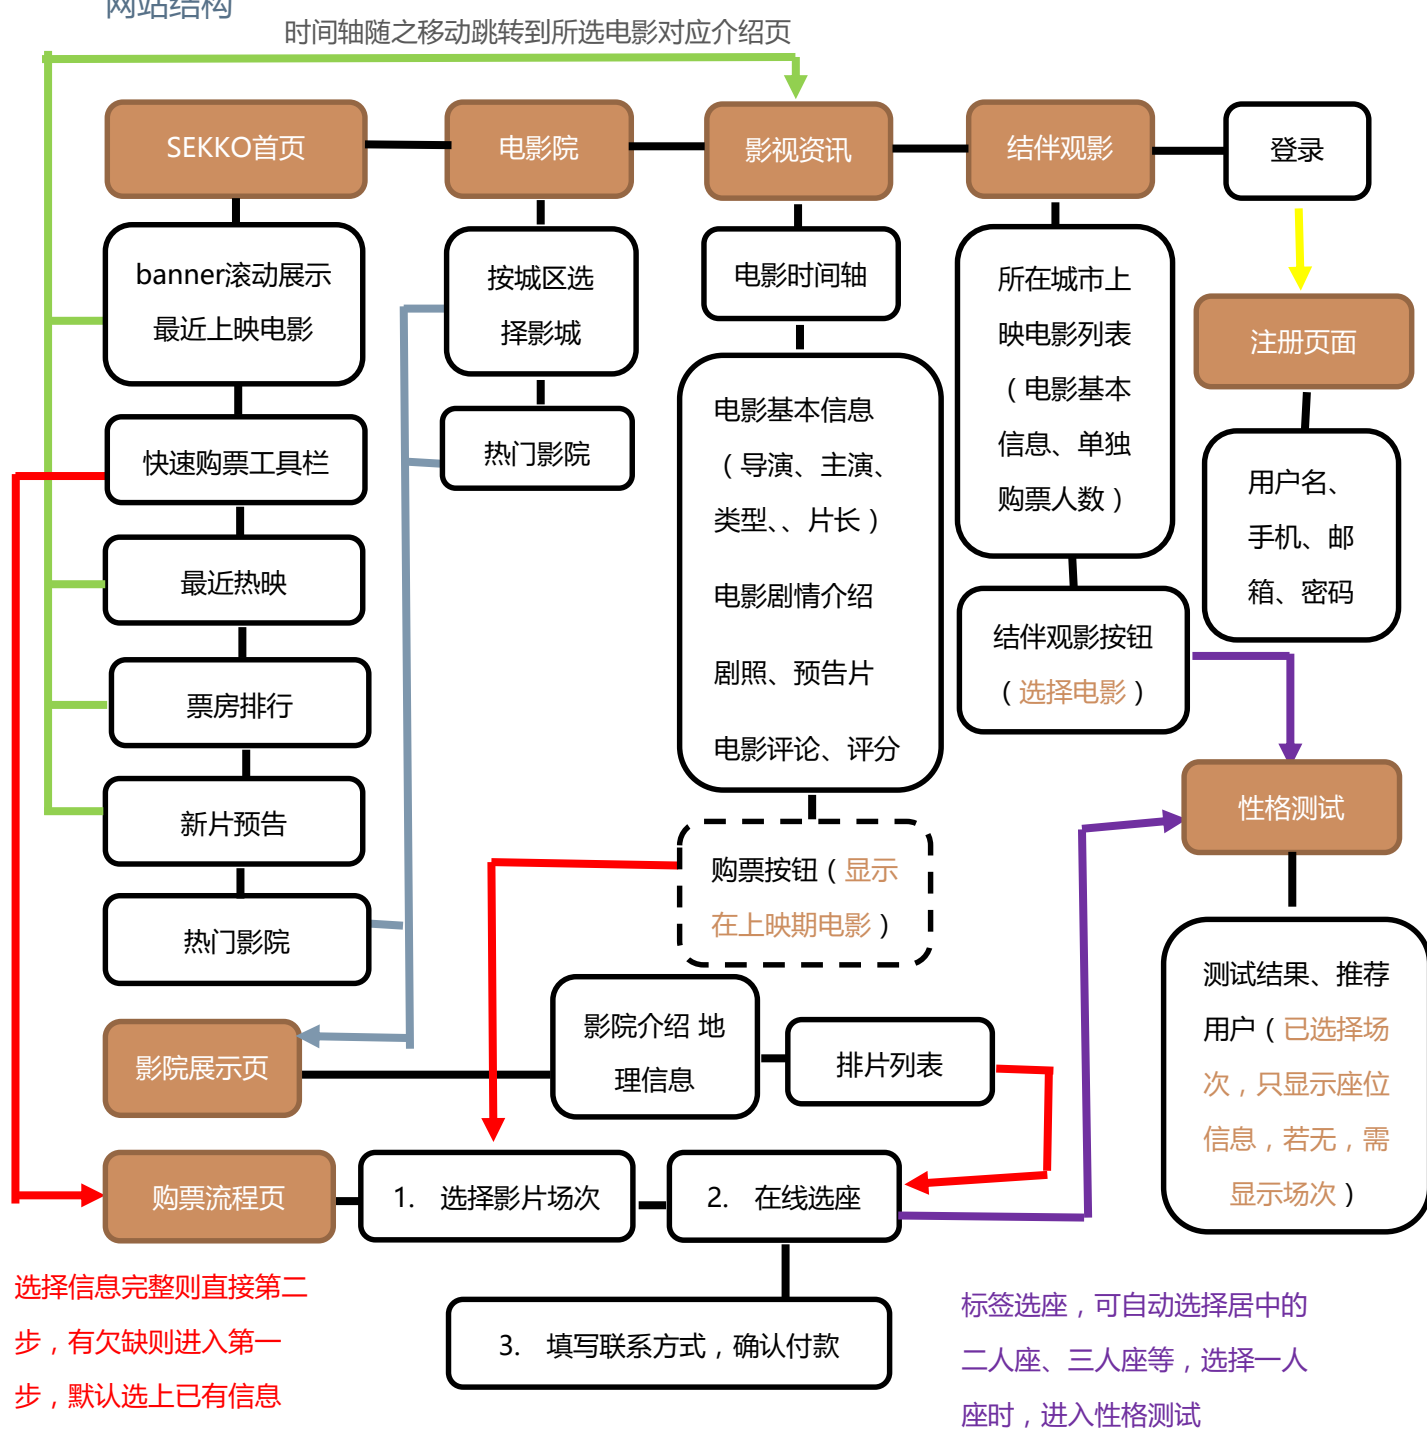 网站结构
时间轴随之移动跳转到所选电影对应介绍页
SEKKO首页
电影院
影视资讯
结伴观影
登录
banner滚动展示
最近上映电影
快速购票工具栏
最近热映
票房排行
新片预告
热门影院
按城区选
择影城
热门影院
电影时间轴
电影基本信息
（导演、主演、
类型、、片长）
电影剧情介绍
剧照、预告片
电影评论、评分
购票按钮（显示
在上映期电影）
所在城市上
映电影列表
（电影基本
信息、单独
购票人数）
结伴观影按钮
（选择电影）
注册页面
用户名、
手机、邮
箱、密码
性格测试
测试结果、推荐
用户（已选择场
次，只显示座位
信息，若无，需
显示场次）
影院展示页
影院介绍 地
理信息
排片列表
购票流程页
1. 选择影片场次
2. 在线选座
3. 填写联系方式，确认付款
选择信息完整则直接第二
步，有欠缺则进入第一
步，默认选上已有信息
标签选座，可自动选择居中的
二人座、三人座等，选择一人
座时，进入性格测试